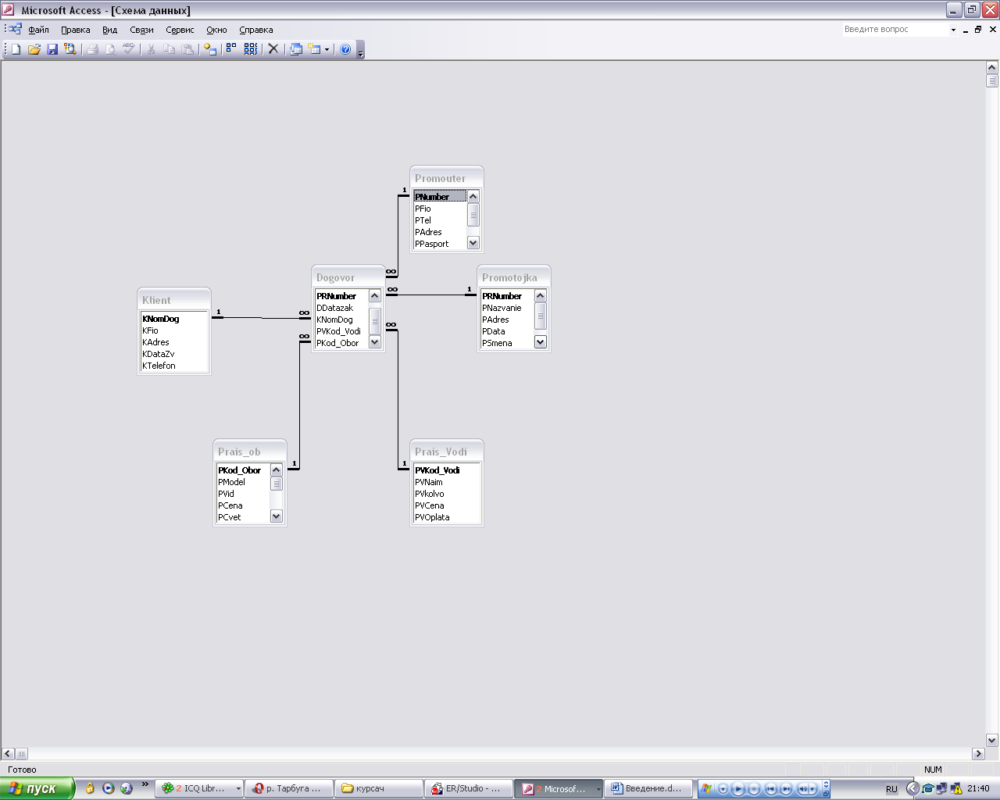 Microsoft Access - [Схема данных]
Файл Правка Вид Связи Сервис Окно Справка
Введите вопрос
Promouter
PNumber
PFio
PTel
PAdres
PPasport
1
∞
Dogovor
PRNumber
DDatazak
KNomDog
PVKod_Vodi
PKod_Obor
∞
1
Promotojka
PRNumber
PNazvanie
PAdres
PData
PSmena
Klient
KNomDog
KFio
KAdres
KDataZv
KTelefon
1
∞
∞
∞
Prais_ob
PKod_Obor
PModel
PVid
PCena
PCvet
1
1
Prais_Vodi
PVKod_Vodi
PVNaim
PVkolvo
PVCena
PVOplata
Готово
NUM
пуск
2 ICQ Libr...
р. Тарбуга ...
курсач
ER/Studio - ...
2 Microsof...
Введение.d...
RU
21:40